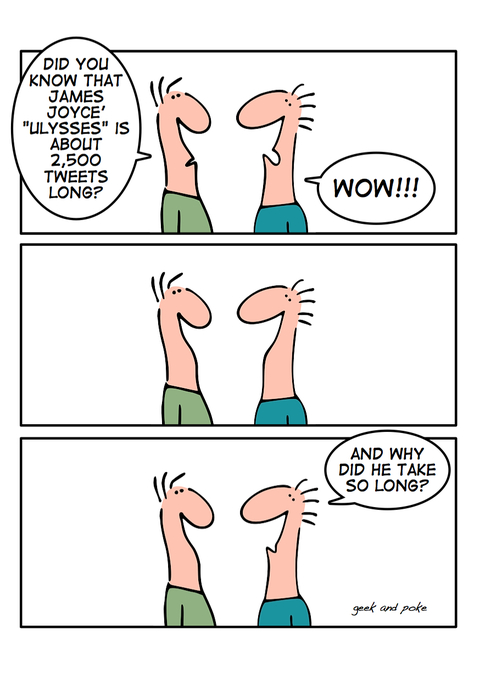 DID YOU
KNOW THAT
JAMES
JOYCE'
"ULYSSES" IS
ABOUT
2,500
TWEETS
LONG?
WOW!!!
AND WHY
DID HE TAKE
SO LONG?
geek and poke